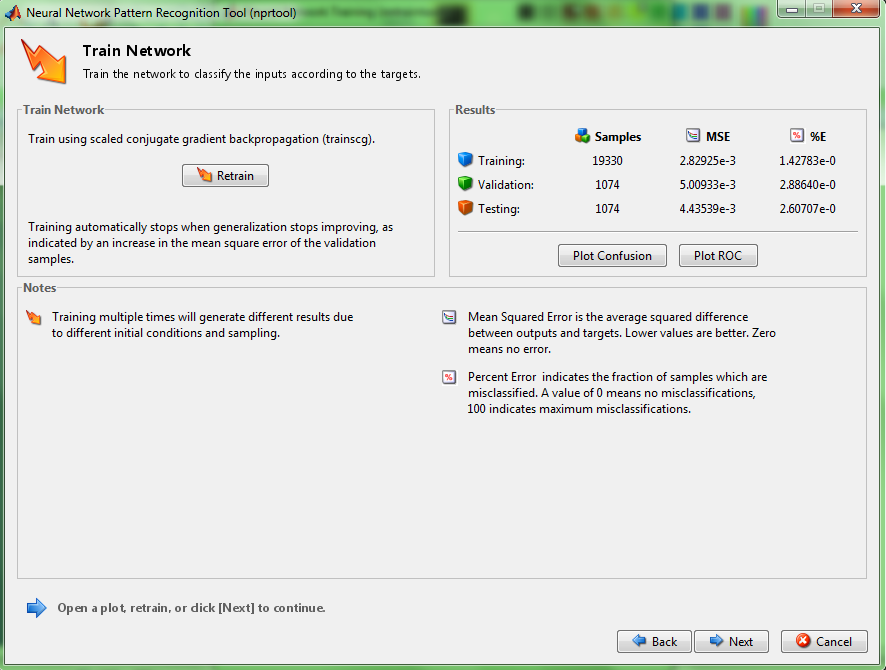 Neural Network Pattern Recognition Tool (nprtool)
Train Network
Train the network to classify the inputs according to the targets.
Train Network
Train using scaled conjugate gradient backpropagation (trainscg).
Retrain
Training automatically stops when generalization stops improving, as
indicated by an increase in the mean square error of the validation
samples.
Results
Samples MSE %E
Training: 19330 2.82925e-3 1.42783e-0
Validation: 1074 5.00933e-3 2.88640e-0
Testing: 1074 4.43539e-3 2.60707e-0
Plot Confusion Plot ROC
Notes
Training multiple times will generate different results due
to different initial conditions and sampling.
Mean Squared Error is the average squared difference
between outputs and targets. Lower values are better. Zero
means no error.
Percent Error indicates the fraction of samples which are
misclassified. A value of 0 means no misclassifications,
100 indicates maximum misclassifications.
Open a plot, retrain, or click [Next] to continue.
Back Next Cancel